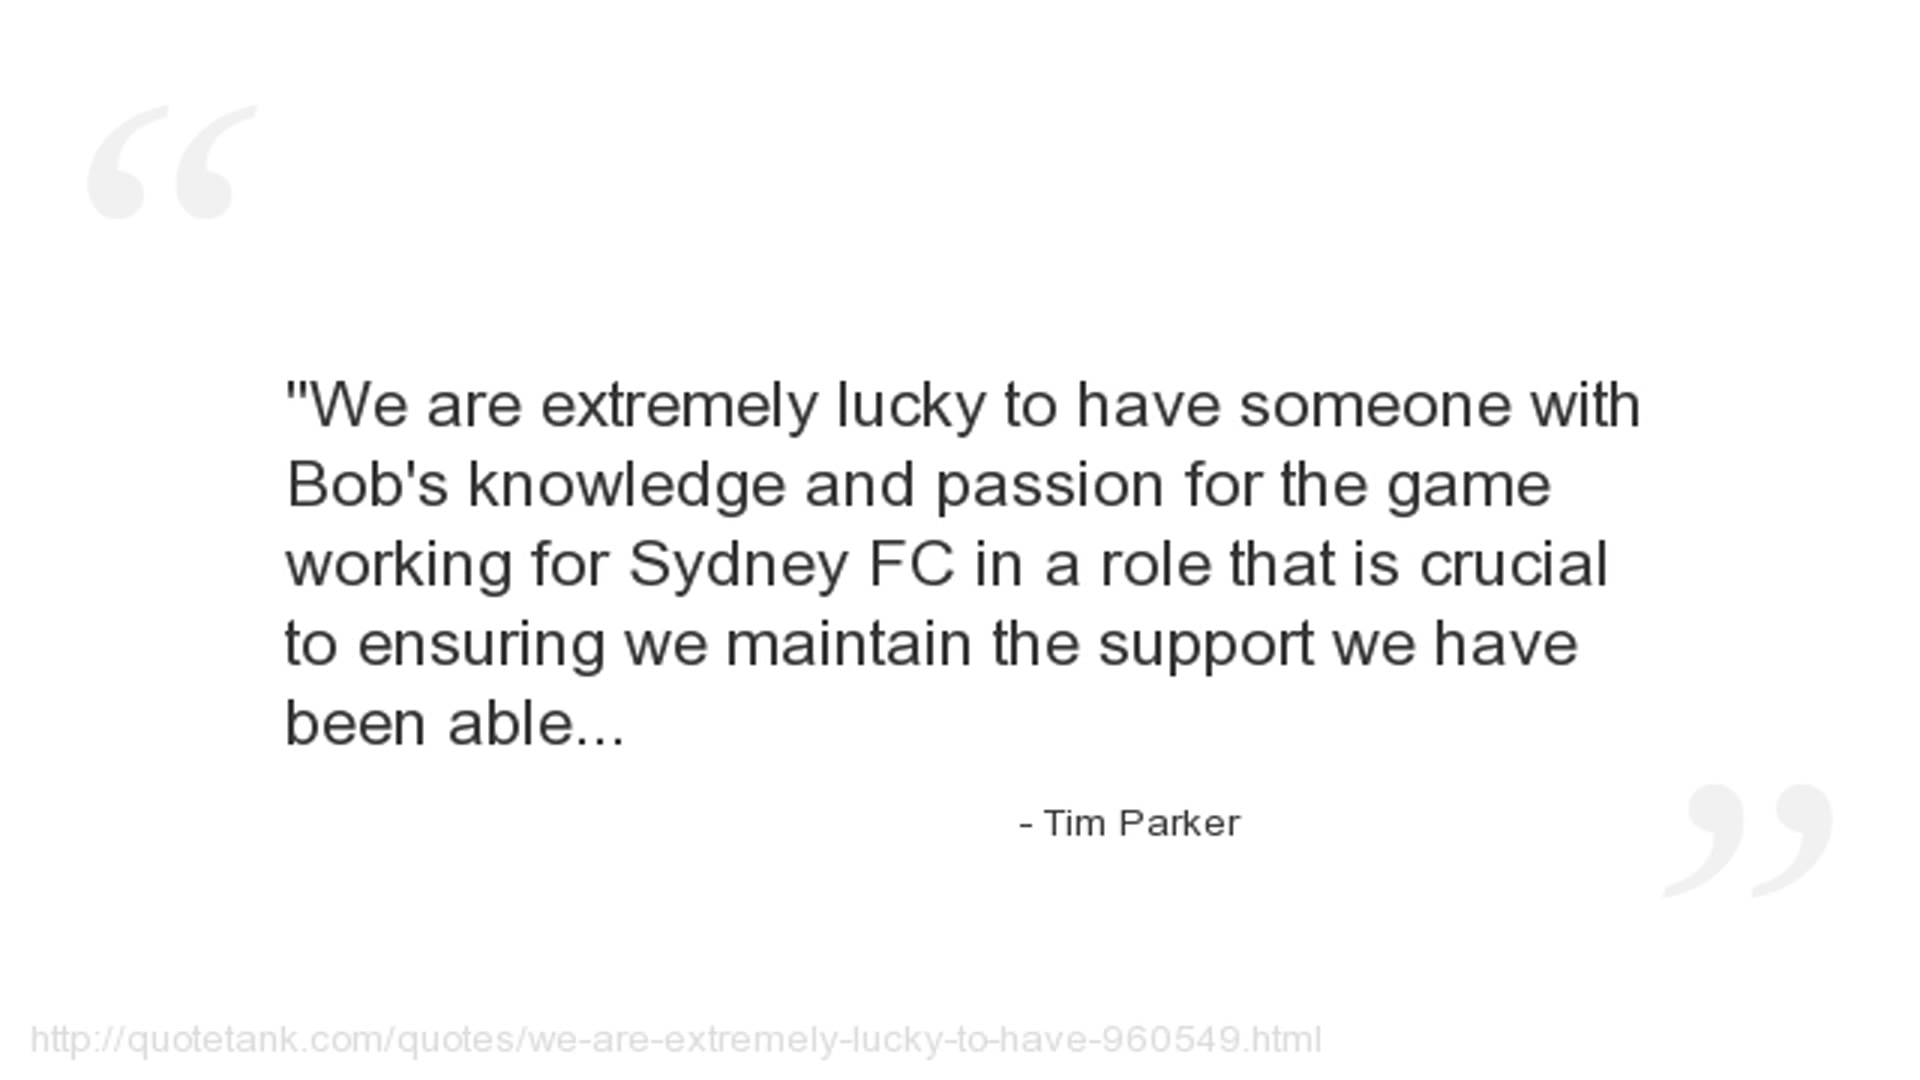 "We are extremely lucky to have someone with
Bob's knowledge and passion for the game
working for Sydney FC in a role that is crucial
to ensuring we maintain the support we have
been able...
- Tim Parker
http://quotetank.com/quotes/we-are-extremely-lucky-to-have-960549.html